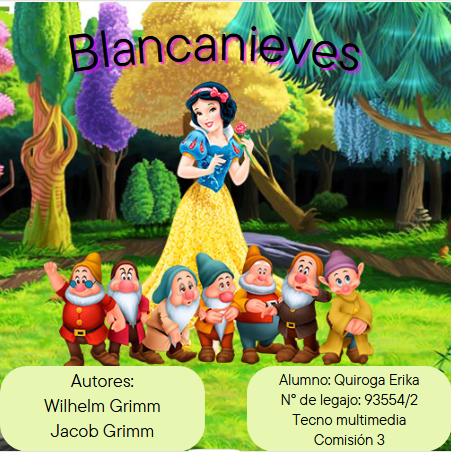 Blancanieves
Autores:
Wilhelm Grimm
Jacob Grimm
Alumno: Quiroga Erika
N° de legajo: 93554/2
Tecno multimedia
Comisión 3